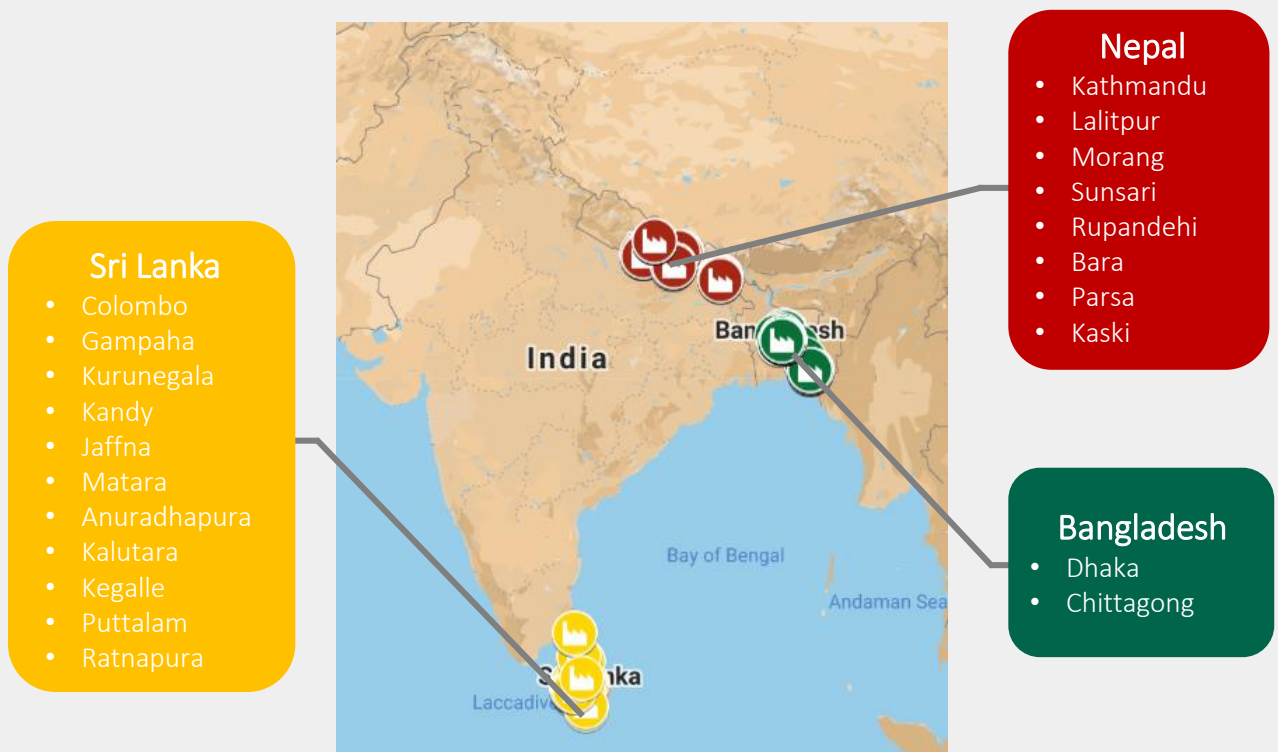 Nepal
• Kathmandu
• Lalitpur
• Morang
• Sunsari
• Rupandehi
• Bara
• Parsa
• Kaski
Sri Lanka
• Colombo
• Gampaha
• Kurunegala
• Kandy
• Jaffna
• Matara
• Anuradhapura
• Kalutara
• Kegalle
• Puttalam
• Ratnapura
India
Bay of Bengal
Andaman Sea
Bangladesh
• Dhaka
• Chittagong